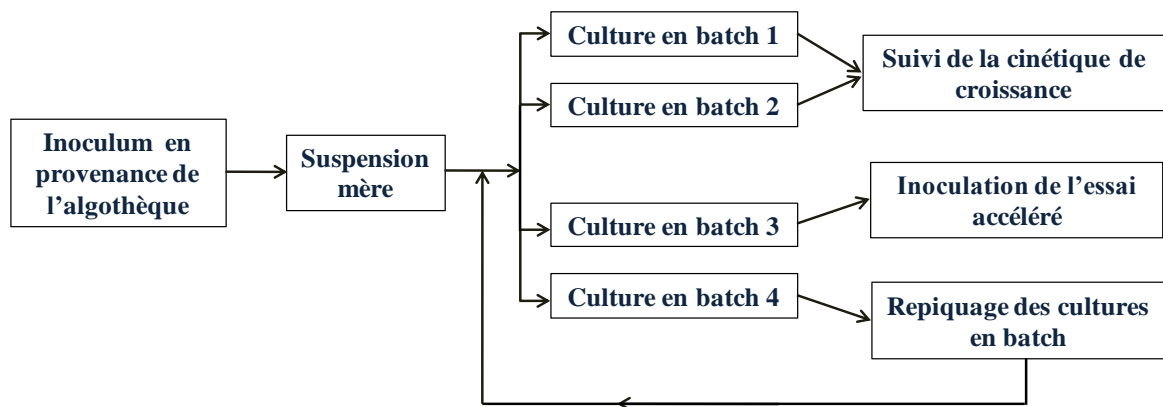 Inoculum en
provenance de
l'algothèque
Suspension
mère
Culture en batch 1
Culture en batch 2
Culture en batch 3
Culture en batch 4
Suivi de la cinétique de
croissance
Inoculation de l'essai
accéléré
Repiquage des cultures
en batch